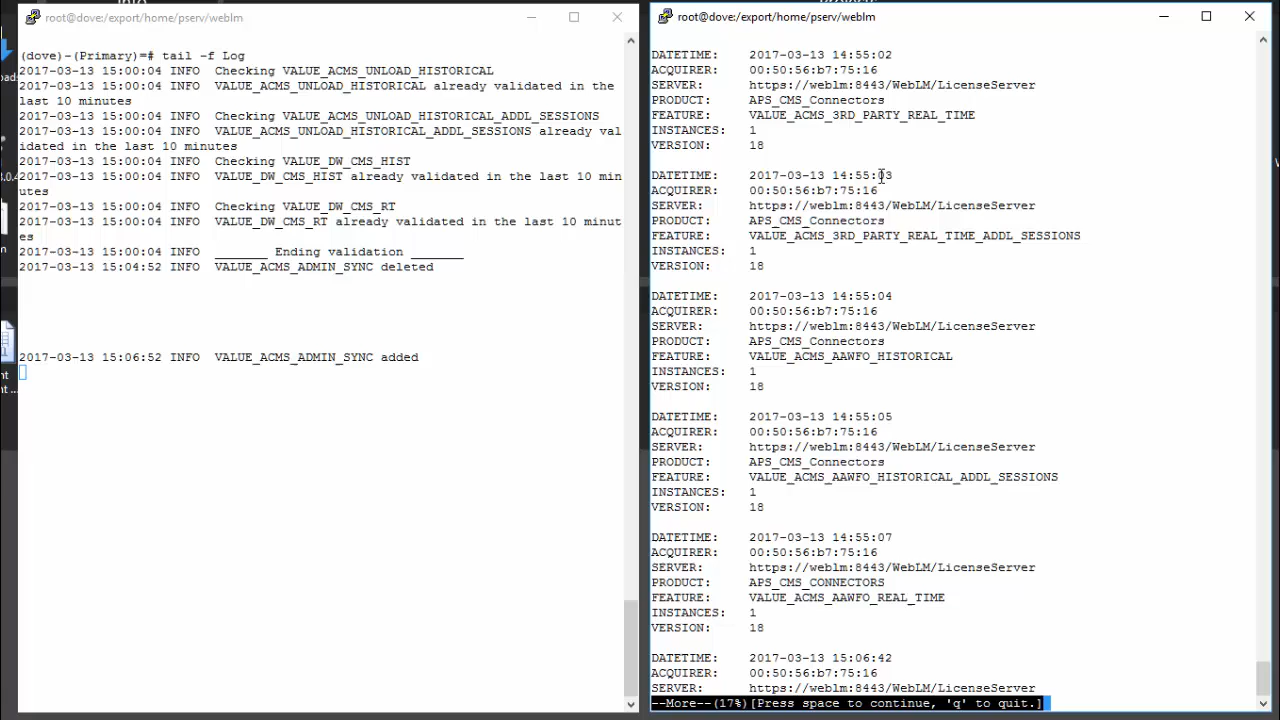 root@dove:/export/home/pserv/weblm
(dove)-(Primary)=# tail -f Log
2017-03-13 15:00:04 INFO  Checking VALUE_ACMS_UNLOAD_HISTORICAL
2017-03-13 15:00:04 INFO  VALUE_ACMS_UNLOAD_HISTORICAL already validated in the
last 10 minutes
2017-03-13 15:00:04 INFO  Checking VALUE_ACMS_UNLOAD_HISTORICAL_ADDL_SESSIONS
2017-03-13 15:00:04 INFO  VALUE_ACMS_UNLOAD_HISTORICAL_ADDL_SESSIONS already val
idated in the last 10 minutes
2017-03-13 15:00:04 INFO  Checking VALUE_DW_CMS_HIST
2017-03-13 15:00:04 INFO  VALUE_DW_CMS_HIST already validated in the last 10 min
utes
2017-03-13 15:00:04 INFO  Checking VALUE_DW_CMS_RT
2017-03-13 15:00:04 INFO  VALUE_DW_CMS_RT already validated in the last 10 minut
es
2017-03-13 15:00:04 INFO  _______ Ending validation _______
2017-03-13 15:04:52 INFO  VALUE_ACMS_ADMIN_SYNC deleted
2017-03-13 15:06:52 INFO  VALUE_ACMS_ADMIN_SYNC added
root@dove:/export/home/pserv/weblm
DATETIME: 2017-03-13 14:55:02
ACQUIRER: 00:50:56:b7:75:16
SERVER: https://weblm:8443/WebLM/LicenseServer
PRODUCT: APS_CMS_Connectors
FEATURE: VALUE_ACMS_3RD_PARTY_REAL_TIME
INSTANCES: 1
VERSION: 18
DATETIME: 2017-03-13 14:55:03
ACQUIRER: 00:50:56:b7:75:16
SERVER: https://weblm:8443/WebLM/LicenseServer
PRODUCT: APS_CMS_Connectors
FEATURE: VALUE_ACMS_3RD_PARTY_REAL_TIME_ADDL_SESSIONS
INSTANCES: 1
VERSION: 18
DATETIME: 2017-03-13 14:55:04
ACQUIRER: 00:50:56:b7:75:16
SERVER: https://weblm:8443/WebLM/LicenseServer
PRODUCT: APS_CMS_Connectors
FEATURE: VALUE_ACMS_AAWFO_HISTORICAL
INSTANCES: 1
VERSION: 18
DATETIME: 2017-03-13 14:55:05
ACQUIRER: 00:50:56:b7:75:16
SERVER: https://weblm:8443/WebLM/LicenseServer
PRODUCT: APS_CMS_Connectors
FEATURE: VALUE_ACMS_AAWFO_HISTORICAL_ADDL_SESSIONS
INSTANCES: 1
VERSION: 18
DATETIME: 2017-03-13 14:55:07
ACQUIRER: 00:50:56:b7:75:16
SERVER: https://weblm:8443/WebLM/LicenseServer
PRODUCT: APS_CMS_CONNECTORS
FEATURE: VALUE_ACMS_AAWFO_REAL_TIME
INSTANCES: 1
VERSION: 18
DATETIME: 2017-03-13 15:06:42
ACQUIRER: 00:50:56:b7:75:16
SERVER: https://weblm:8443/WebLM/LicenseServer
--More--(17%)[Press space to continue, 'q' to quit.]